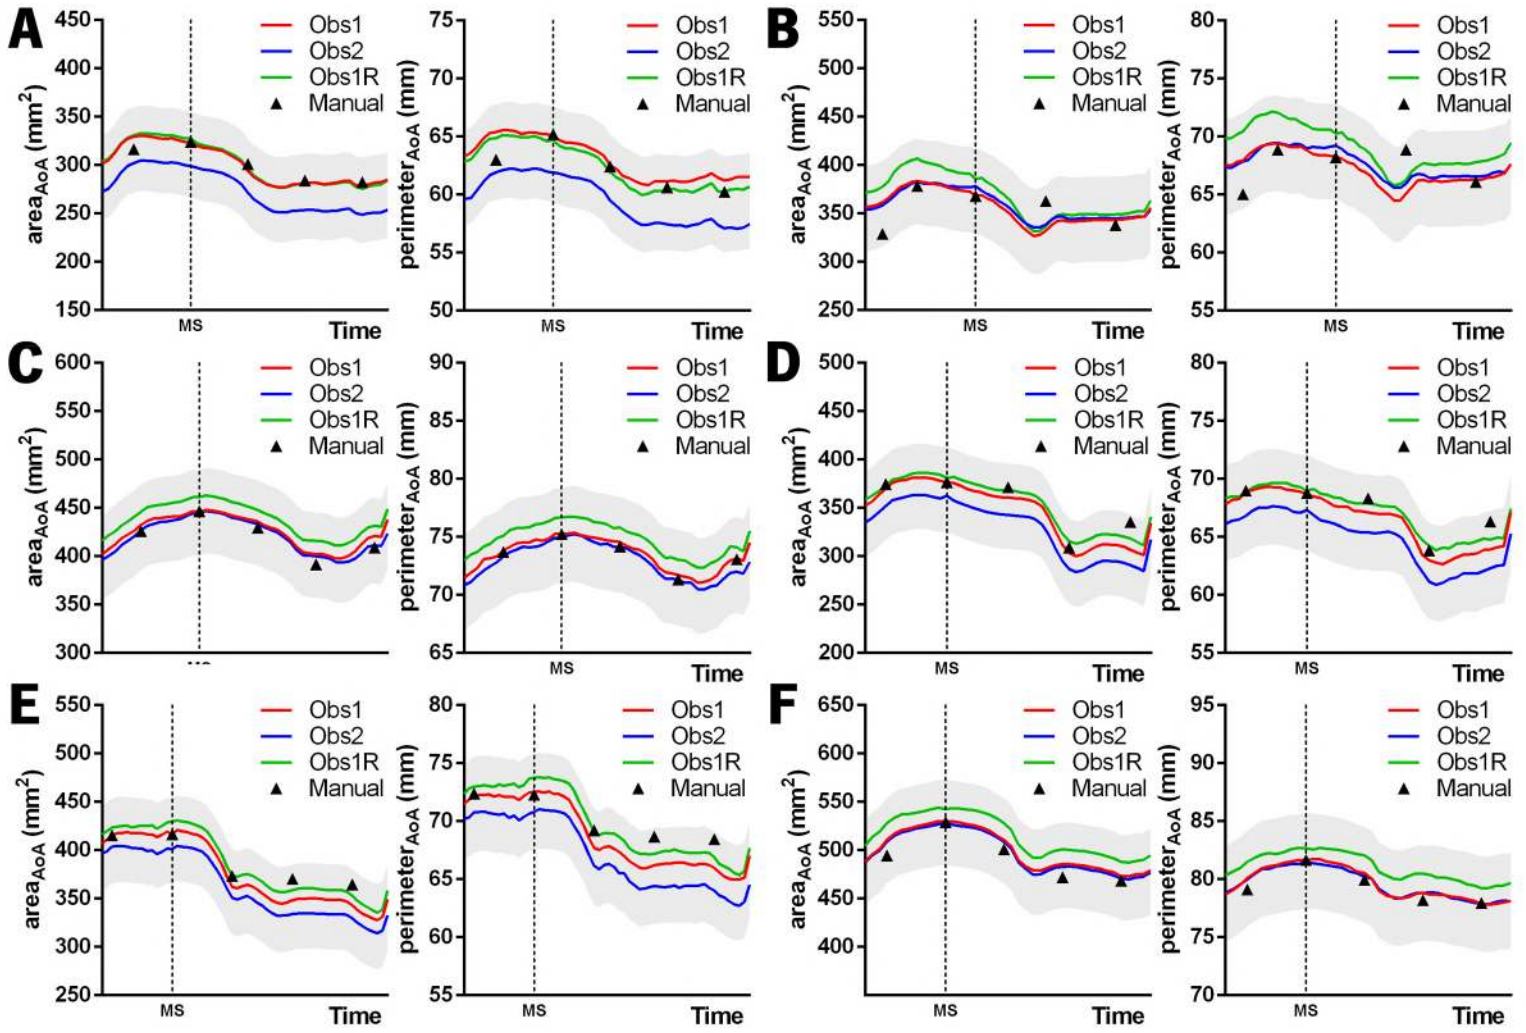 A
area_AoA (mm²)
450
400
350
300
250
200
150
Obs1
Obs2
Obs1R
Manual
MS
Time
perimeter_AoA (mm)
75
70
65
60
55
50
Obs1
Obs2
Obs1R
Manual
MS
Time
B
area_AoA (mm²)
550
500
450
400
350
300
250
Obs1
Obs2
Obs1R
Manual
MS
Time
perimeter_AoA (mm)
80
75
70
65
60
55
Obs1
Obs2
Obs1R
Manual
MS
Time
C
area_AoA (mm²)
600
550
500
450
400
350
300
Obs1
Obs2
Obs1R
Manual
perimeter_AoA (mm)
90
85
80
75
70
65
Obs1
Obs2
Obs1R
Manual
MS
Time
D
area_AoA (mm²)
500
450
400
350
300
250
200
Obs1
Obs2
Obs1R
Manual
MS
Time
perimeter_AoA (mm)
80
75
70
65
60
55
Obs1
Obs2
Obs1R
Manual
MS
Time
E
area_AoA (mm²)
550
500
450
400
350
300
250
Obs1
Obs2
Obs1R
Manual
MS
Time
perimeter_AoA (mm)
80
75
70
65
60
55
Obs1
Obs2
Obs1R
Manual
MS
Time
F
area_AoA (mm²)
650
600
550
500
450
400
Obs1
Obs2
Obs1R
Manual
MS
Time
perimeter_AoA (mm)
95
90
85
80
75
70
Obs1
Obs2
Obs1R
Manual
MS
Time